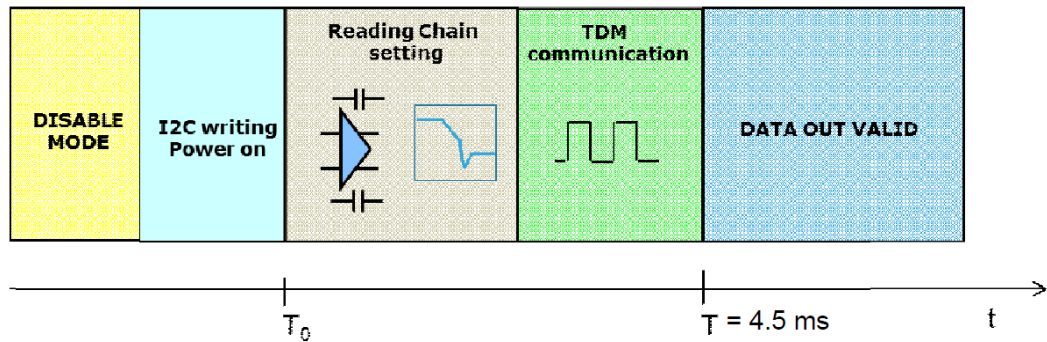 DISABLE
MODE
I2C writing
Power on
Reading Chain
setting
TDM
communication
DATA OUT VALID
T0
T = 4.5 ms
t